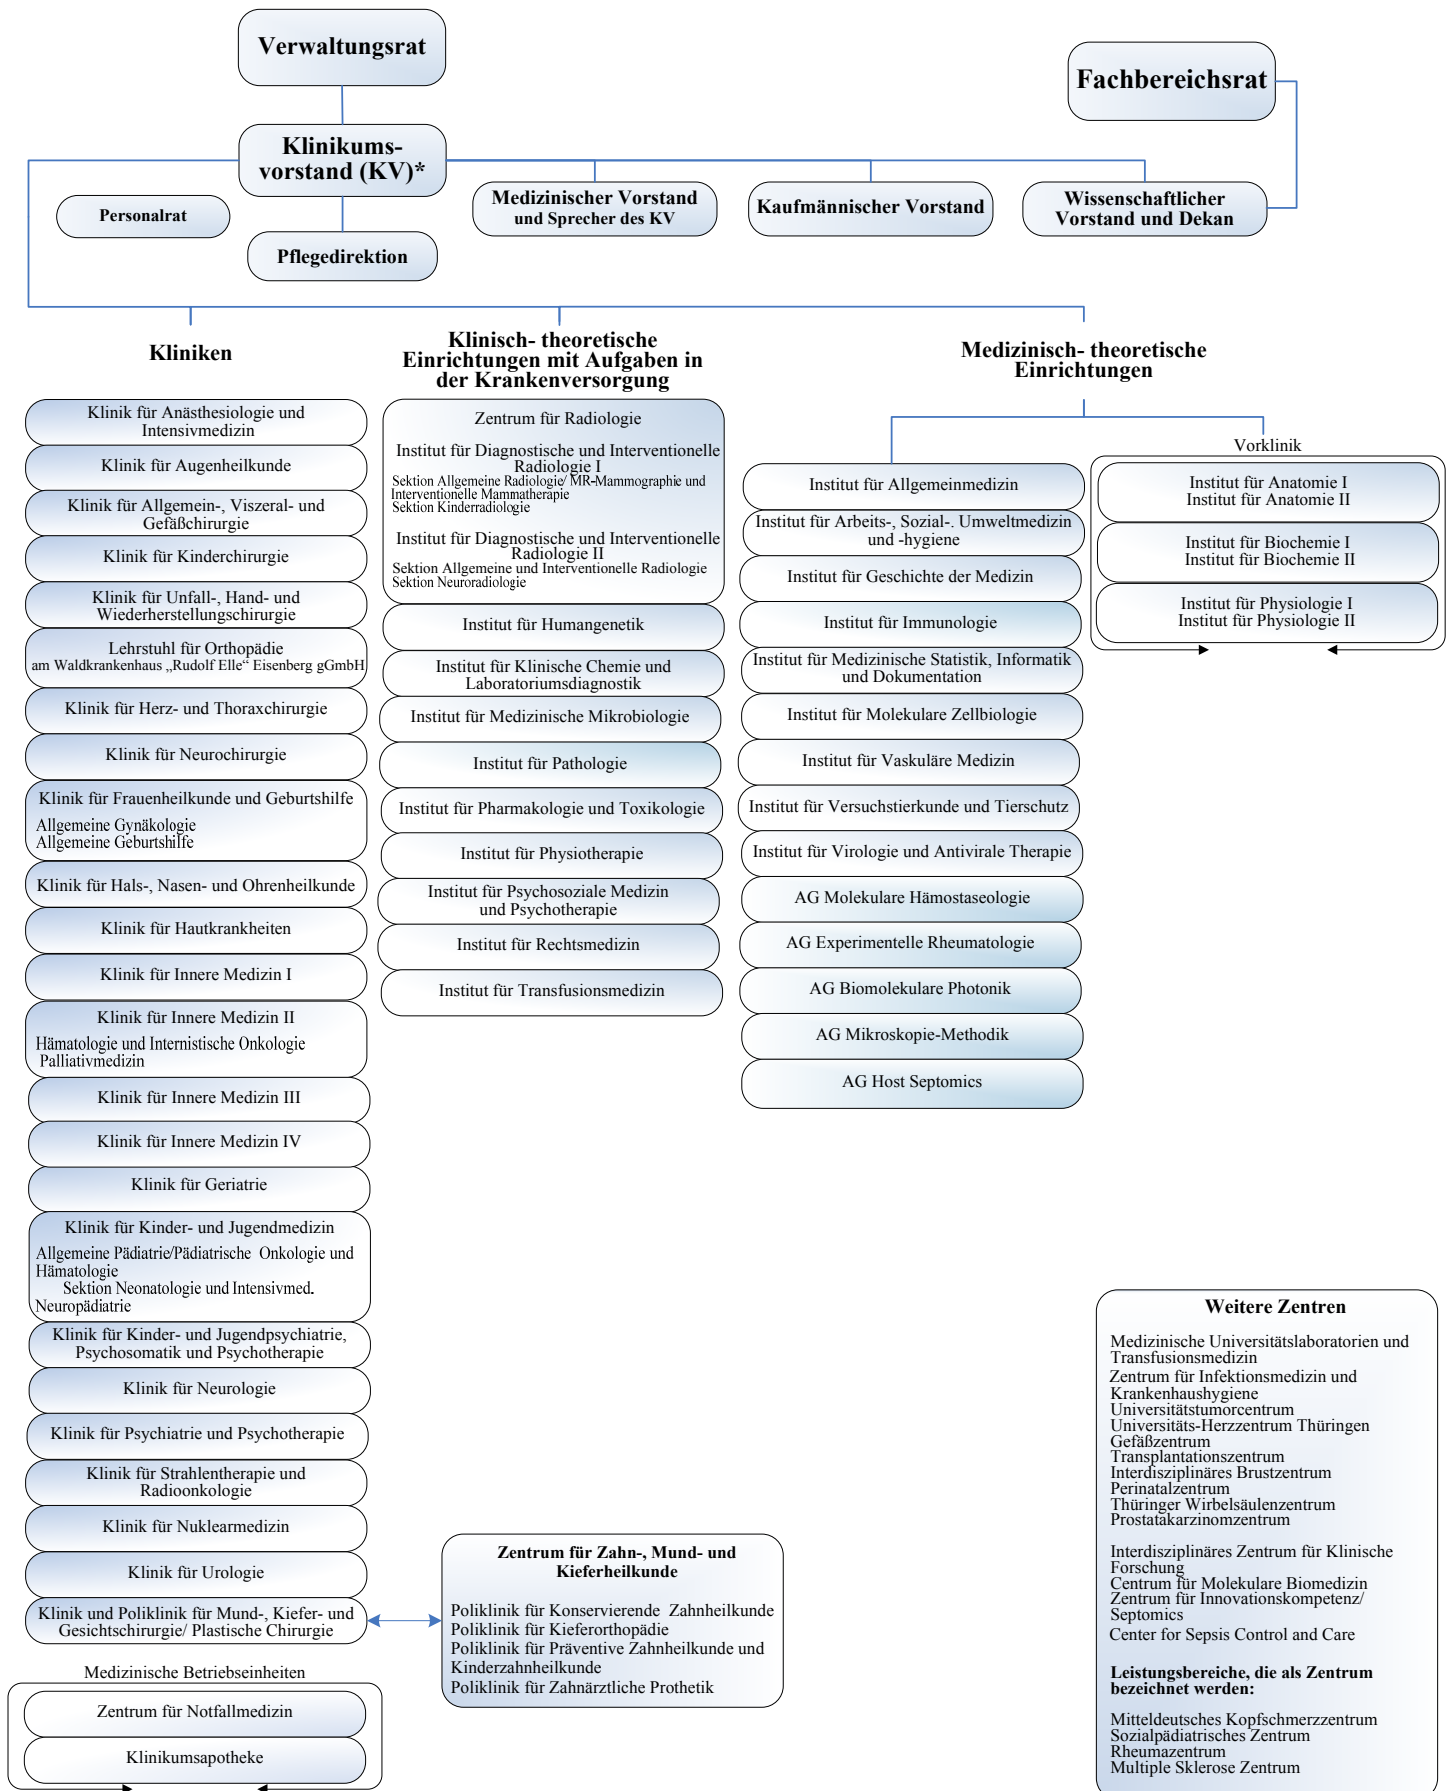 Verwaltungsrat
Fachbereichsrat
Klinikums-
vorstand (KV)*
Personalrat
Pflegedirektion
Medizinischer Vorstand
und Sprecher des KV
Kaufmännischer Vorstand
Wissenschaftlicher
Vorstand und Dekan
Kliniken
Klinik für Anästhesiologie und
Intensivmedizin
Klinik für Augenheilkunde
Klinik für Allgemein-, Viszeral- und
Gefäßchirurgie
Klinik für Kinderchirurgie
Klinik für Unfall-, Hand- und
Wiederherstellungschirurgie
Lehrstuhl für Orthopädie
am Waldkrankenhaus „Rudolf Elle“ Eisenberg gGmbH
Klinik für Herz- und Thoraxchirurgie
Klinik für Neurochirurgie
Klinik für Frauenheilkunde und Geburtshilfe
Allgemeine Gynäkologie
Allgemeine Geburtshilfe
Klinik für Hals-, Nasen- und Ohrenheilkunde
Klinik für Hautkrankheiten
Klinik für Innere Medizin I
Klinik für Innere Medizin II
Hämatologie und Internistische Onkologie
Palliativmedizin
Klinik für Innere Medizin III
Klinik für Innere Medizin IV
Klinik für Geriatrie
Klinik für Kinder- und Jugendmedizin
Allgemeine Pädiatrie/Pädiatrische Onkologie und
Hämatologie
Sektion Neonatologie und Intensivmed.
Neuropädiatrie
Klinik für Kinder- und Jugendpsychiatrie,
Psychosomatik und Psychotherapie
Klinik für Neurologie
Klinik für Psychiatrie und Psychotherapie
Klinik für Strahlentherapie und
Radioonkologie
Klinik für Nuklearmedizin
Klinik für Urologie
Klinik und Poliklinik für Mund-, Kiefer- und
Gesichtschirurgie/ Plastische Chirurgie
Medizinische Betriebseinheiten
Zentrum für Notfallmedizin
Klinikumsapotheke
Klinisch- theoretische
Einrichtungen mit Aufgaben in
der Krankenversorgung
Zentrum für Radiologie
Institut für Diagnostische und Interventionelle
Radiologie I
Sektion Allgemeine Radiologie/ MR-Mammographie und
Interventionelle Mammatherapie
Sektion Kinderradiologie
Institut für Diagnostische und Interventionelle
Radiologie II
Sektion Allgemeine und Interventionelle Radiologie
Sektion Neuroradiologie
Institut für Humangenetik
Institut für Klinische Chemie und
Laboratoriumsdiagnostik
Institut für Medizinische Mikrobiologie
Institut für Pathologie
Institut für Pharmakologie und Toxikologie
Institut für Physiotherapie
Institut für Psychosoziale Medizin
und Psychotherapie
Institut für Rechtsmedizin
Institut für Transfusionsmedizin
Zentrum für Zahn-, Mund- und
Kieferheilkunde
Poliklinik für Konservierende Zahnheilkunde
Poliklinik für Kieferorthopädie
Poliklinik für Präventive Zahnheilkunde und
Kinderzahnheilkunde
Poliklinik für Zahnärztliche Prothetik
Medizinisch- theoretische
Einrichtungen
Institut für Allgemeinmedizin
Institut für Arbeits-, Sozial-. Umweltmedizin
und -hygiene
Institut für Geschichte der Medizin
Institut für Immunologie
Institut für Medizinische Statistik, Informatik
und Dokumentation
Institut für Molekulare Zellbiologie
Institut für Vaskuläre Medizin
Institut für Versuchstierkunde und Tierschutz
Institut für Virologie und Antivirale Therapie
AG Molekulare Hämostaseologie
AG Experimentelle Rheumatologie
AG Biomolekulare Photonik
AG Mikroskopie-Methodik
AG Host Septomics
Vorklinik
Institut für Anatomie I
Institut für Anatomie II
Institut für Biochemie I
Institut für Biochemie II
Institut für Physiologie I
Institut für Physiologie II
Weitere Zentren
Medizinische Universitätslaboratorien und
Transfusionsmedizin
Zentrum für Infektionsmedizin und
Krankenhaushygiene
Universitätstumorcentrum
Universitäts-Herzzentrum Thüringen
Gefäßzentrum
Transplantationszentrum
Interdisziplinäres Brustzentrum
Perinatalzentrum
Thüringer Wirbelsäulenzentrum
Prostatakarzinomzentrum
Interdisziplinäres Zentrum für Klinische
Forschung
Centrum für Molekulare Biomedizin
Zentrum für Innovationskompetenz/
Septomics
Center for Sepsis Control and Care
Leistungsbereiche, die als Zentrum
bezeichnet werden:
Mitteldeutsches Kopfschmerzzentrum
Sozialpädiatrisches Zentrum
Rheumazentrum
Multiple Sklerose Zentrum